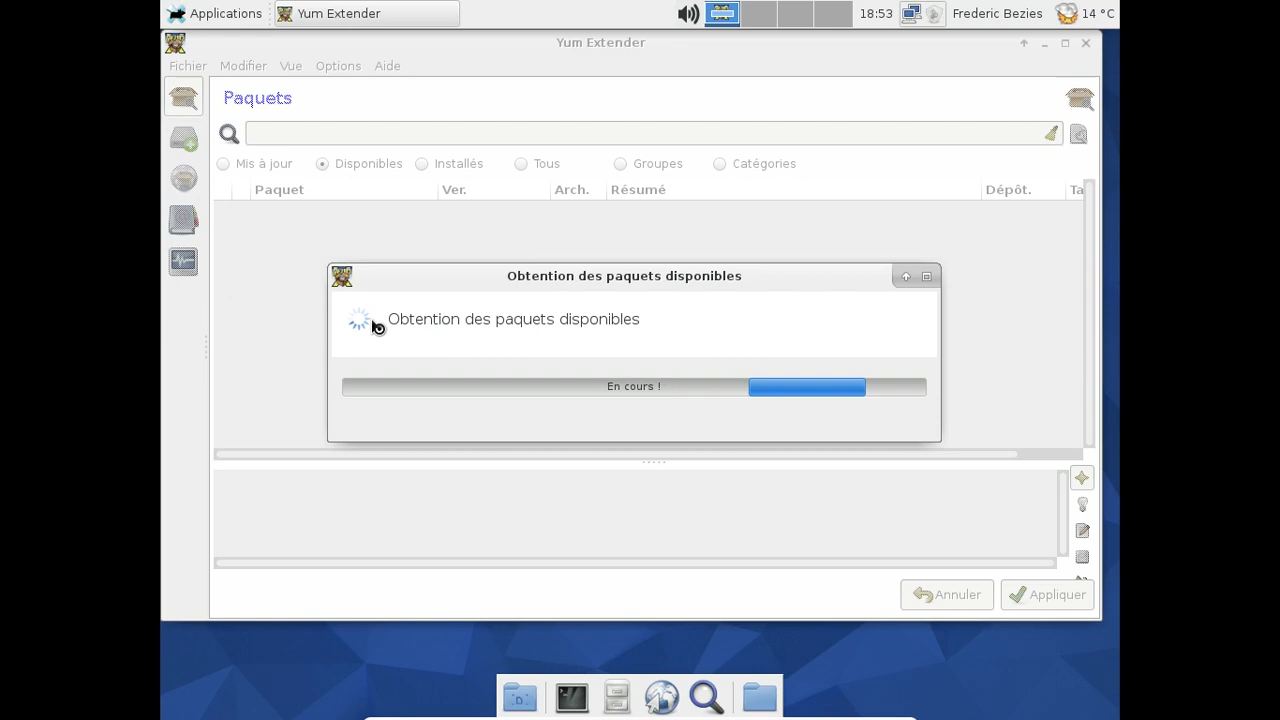 Applications Yum Extender 18:53 Frederic Bezies 14 °C
Yum Extender
Fichier Modifier Vue Options Aide
Paquets
Mis à jour Disponibles Installés Tous Groupes Catégories
Paquet Ver. Arch. Résumé Dépôt. Ta
Obtention des paquets disponibles
Obtention des paquets disponibles
En cours !
Annuler Appliquer